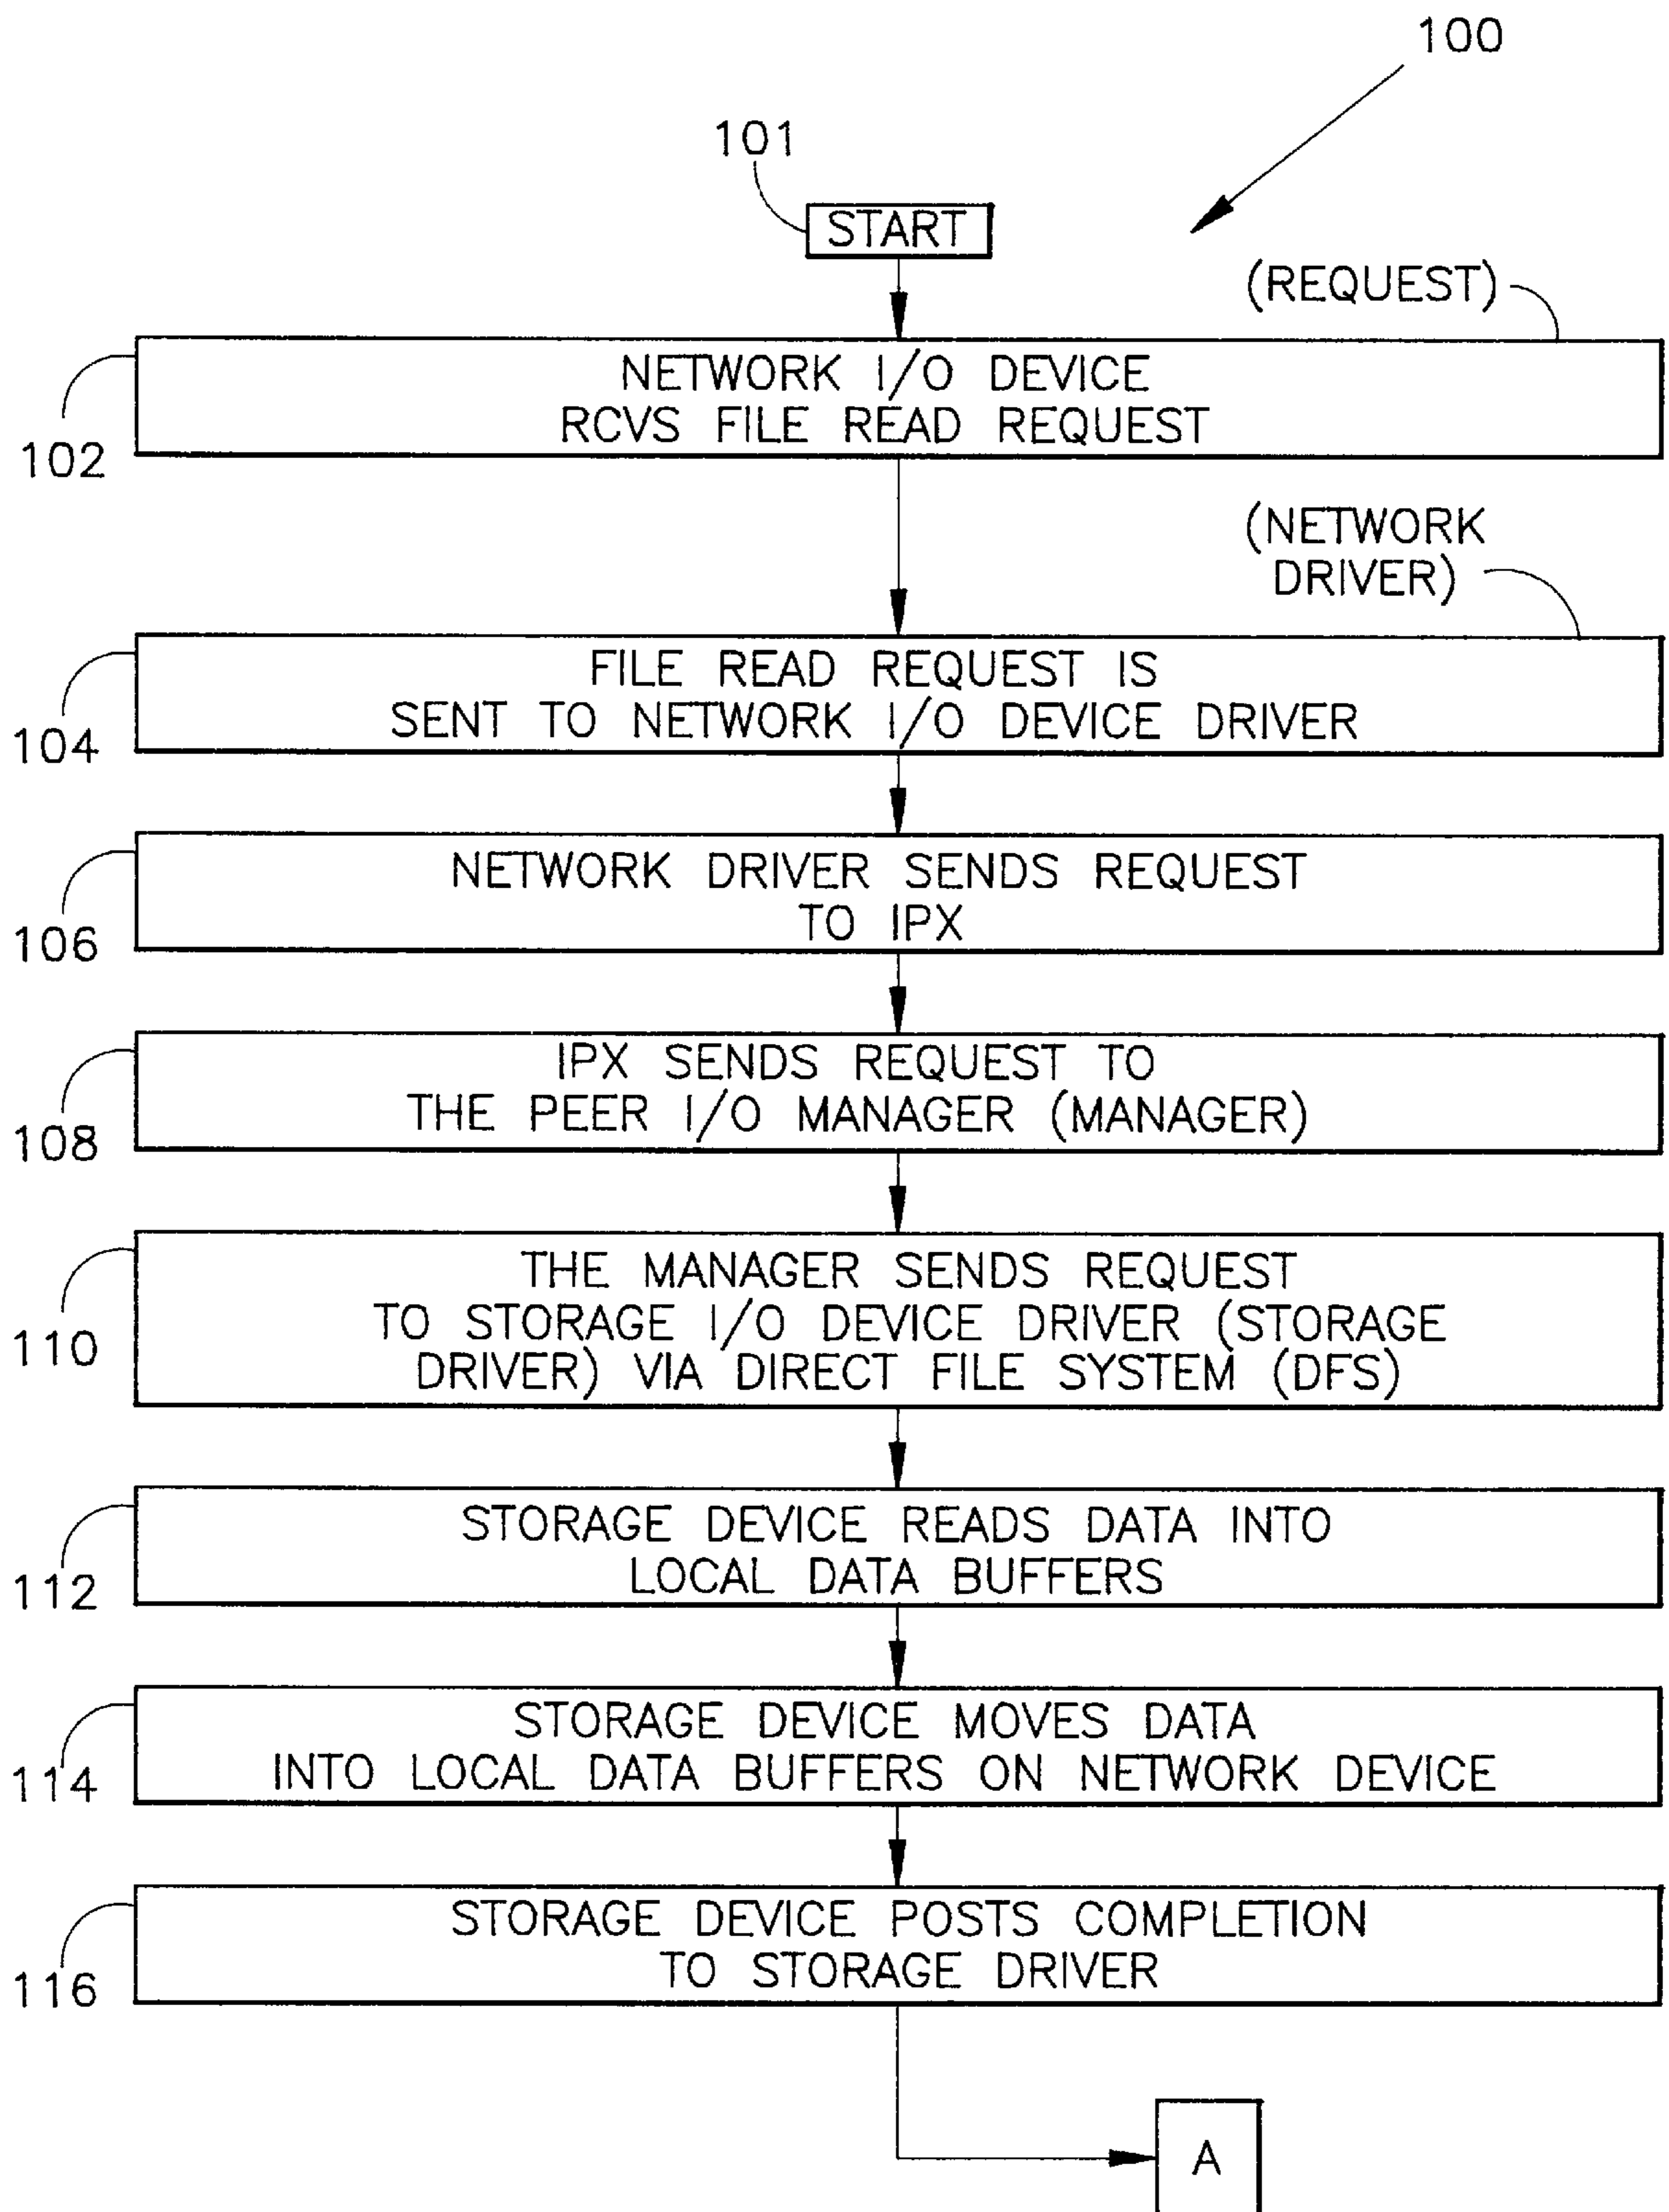 100
101
START
(REQUEST)
NETWORK I/O DEVICE
RCVS FILE READ REQUEST
102
(NETWORK
DRIVER)
FILE READ REQUEST IS
SENT TO NETWORK I/O DEVICE DRIVER
104
NETWORK DRIVER SENDS REQUEST
TO IPX
106
IPX SENDS REQUEST TO
THE PEER I/O MANAGER (MANAGER)
108
THE MANAGER SENDS REQUEST
TO STORAGE I/O DEVICE DRIVER (STORAGE
DRIVER) VIA DIRECT FILE SYSTEM (DFS)
110
STORAGE DEVICE READS DATA INTO
LOCAL DATA BUFFERS
112
STORAGE DEVICE MOVES DATA
INTO LOCAL DATA BUFFERS ON NETWORK DEVICE
114
STORAGE DEVICE POSTS COMPLETION
TO STORAGE DRIVER
116
A